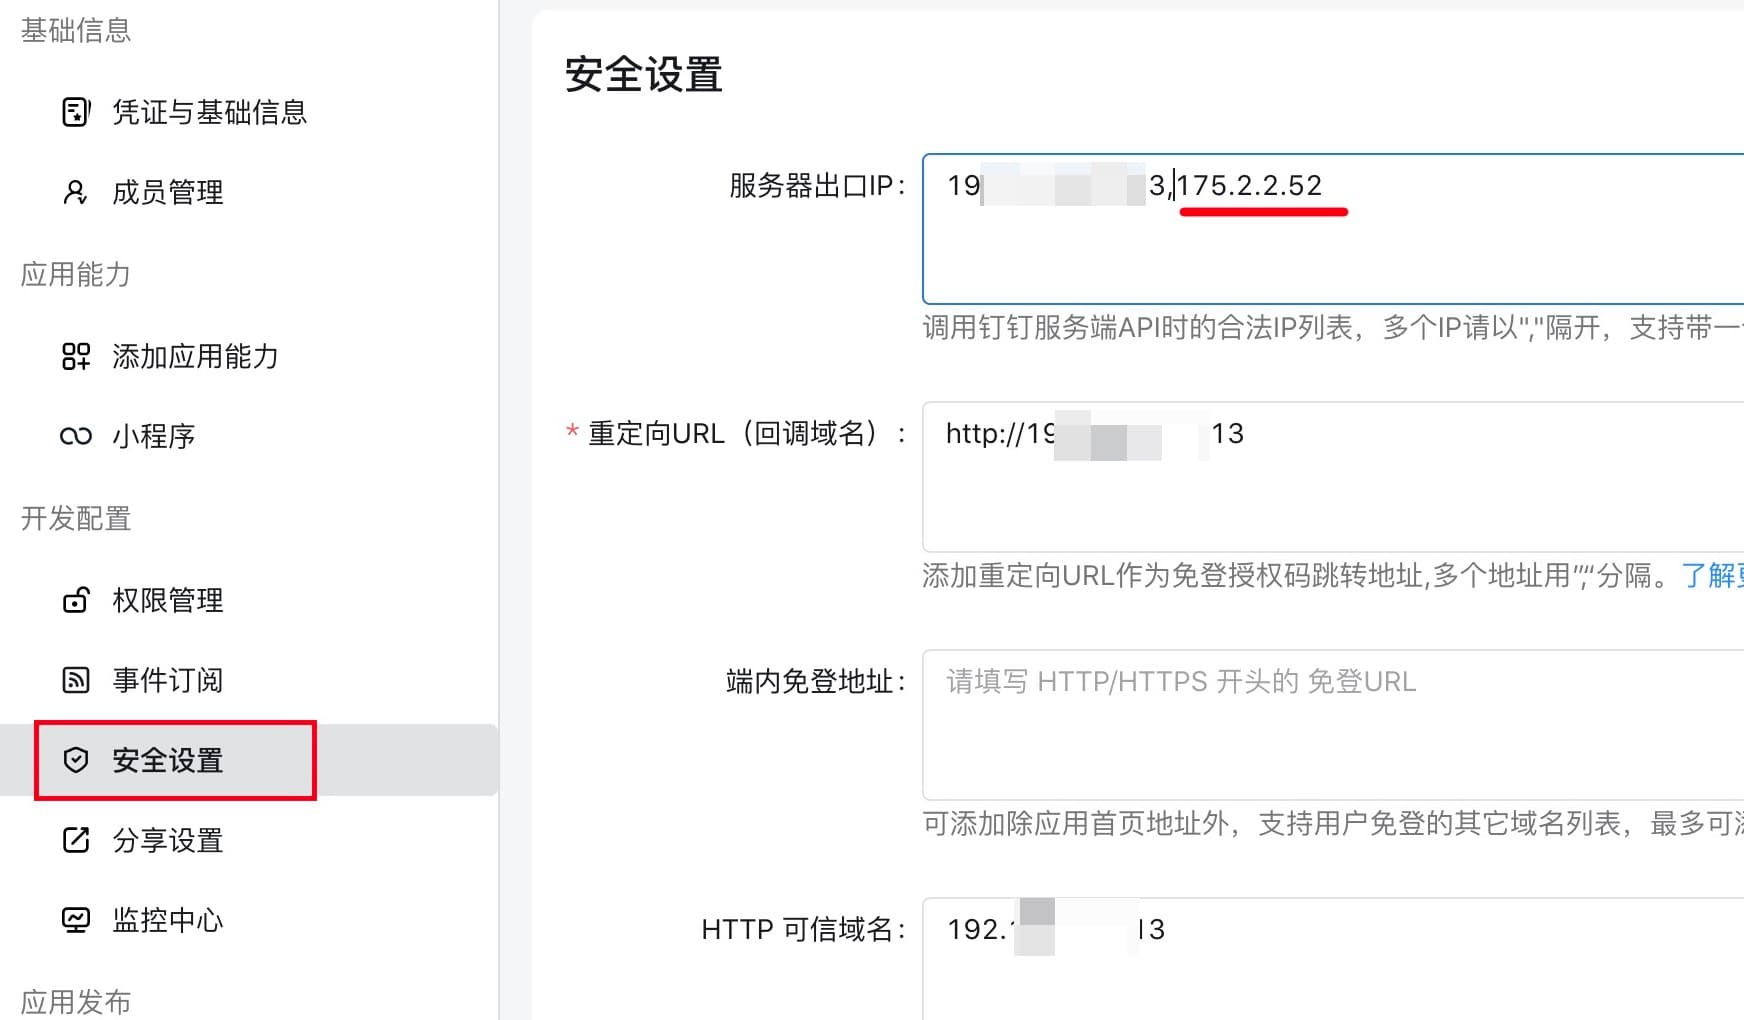 基础信息
凭证与基础信息
成员管理
应用能力
添加应用能力
小程序
开发配置
权限管理
事件订阅
安全设置
分享设置
监控中心
应用发布
安全设置
服务器出口IP: 19 3,175.2.2.52
调用钉钉服务端API时的合法IP列表，多个IP请以","隔开，支持带一
* 重定向URL（回调域名）: http://19 13
添加重定向URL作为免登授权码跳转地址,多个地址用”,“分隔。了解
端内免登地址: 请填写 HTTP/HTTPS 开头的 免登URL
可添加除应用首页地址外，支持用户免登的其它域名列表，最多可
HTTP 可信域名: 192. 13